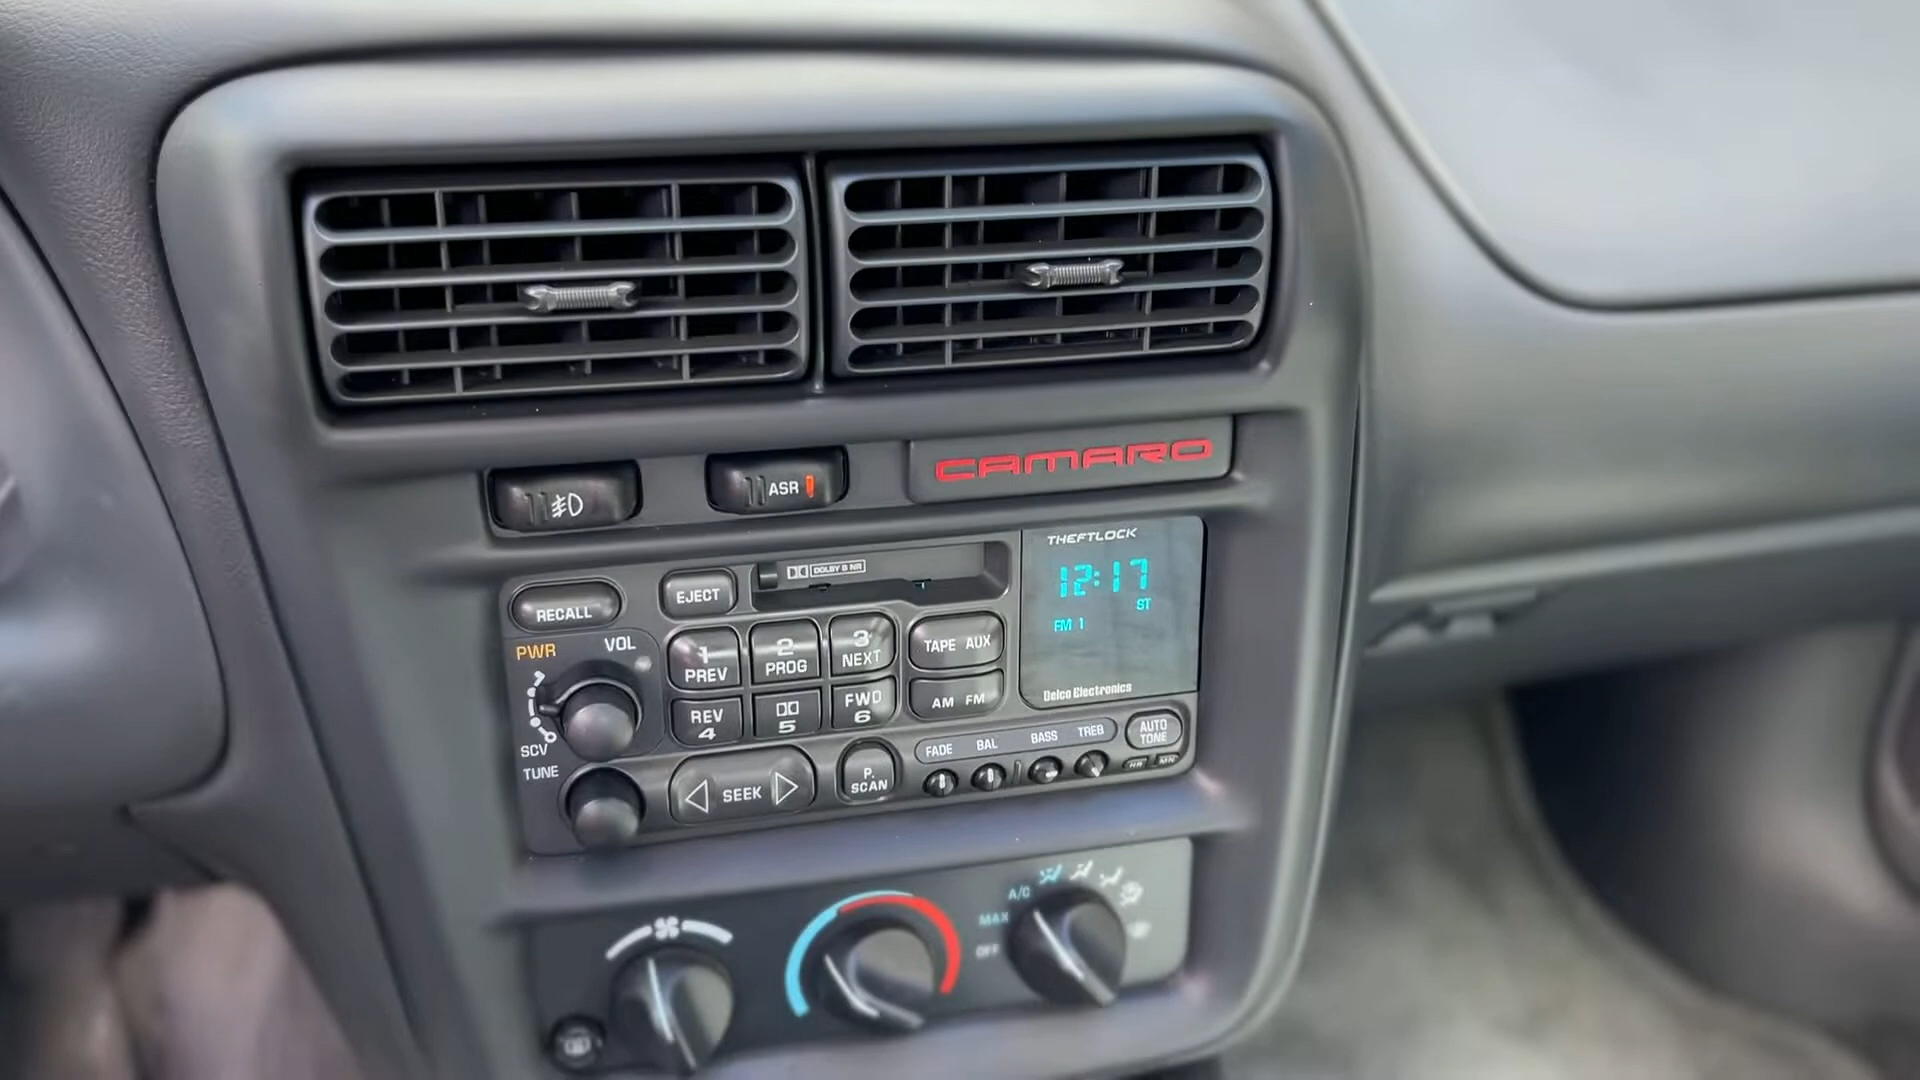 CAMARO
ASR
THEFTLOCK
DOLBY B NR
EJECT
RECALL
12:17
ST
FM 1
PWR
VOL
1
PREV
2
PROG
3
NEXT
TAPE AUX
REV
4
5
FWD
6
AM FM
Delco Electronics
SCV
TUNE
SEEK
P.
SCAN
FADE BAL BASS TREB
AUTO
TONE
A/C
MAX
OFF